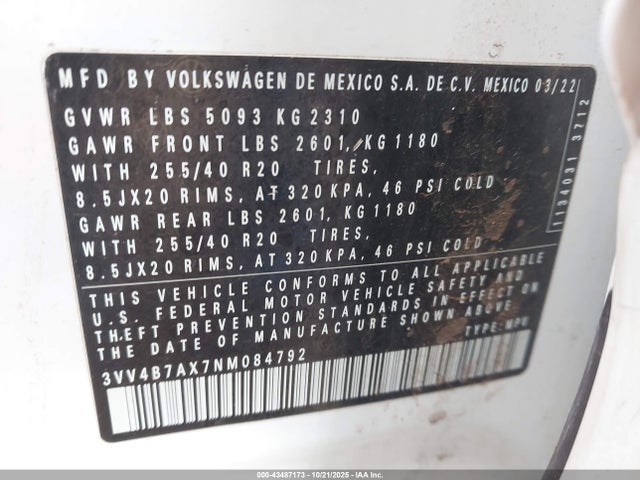 MFD BY VOLKSWAGEN DE MEXICO S.A. DE C.V. MEXICO 03/22
GVWR LBS 5093 KG 2310
GAWR FRONT LBS 2601, KG 1180
WITH 255/40 R20 TIRES,
8.5JX20 RIMS, AT 320 KPA, 46 PSI COLD
GAWR REAR LBS 2601, KG 1180
WITH 255/40 R20 TIRES,
8.5JX20 RIMS, AT 320 KPA, 46 PSI COLD
THIS VEHICLE CONFORMS TO ALL APPLICABLE
U.S. FEDERAL MOTOR VEHICLE SAFETY AND
THEFT PREVENTION STANDARDS IN EFFECT ON
THE DATE OF MANUFACTURE SHOWN ABOVE
TYPE: MPV
3VV4B7AX7NM084792
1134031 3712
000-43487173 - 10/21/2025 - IAAI.com